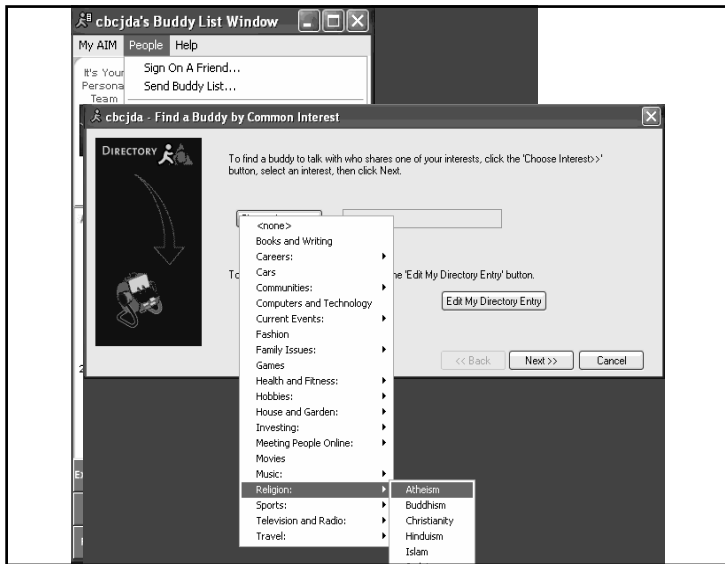 cbcjda's Buddy List Window
My AIM People Help
It's Your
Persona
Team
Sign On A Friend...
Send Buddy List...
cbcjda - Find a Buddy by Common Interest
DIRECTORY
To find a buddy to talk with who shares one of your interests, click the 'Choose Interest>>'
button, select an interest, then click Next.
To
he 'Edit My Directory Entry' button.
Edit My Directory Entry
<< Back Next >> Cancel
<none>
Books and Writing
Careers:
Cars
Communities:
Computers and Technology
Current Events:
Fashion
Family Issues:
Games
Health and Fitness:
Hobbies:
House and Garden:
Investing:
Meeting People Online:
Movies
Music:
Religion:
Sports:
Television and Radio:
Travel:
Atheism
Buddhism
Christianity
Hinduism
Islam